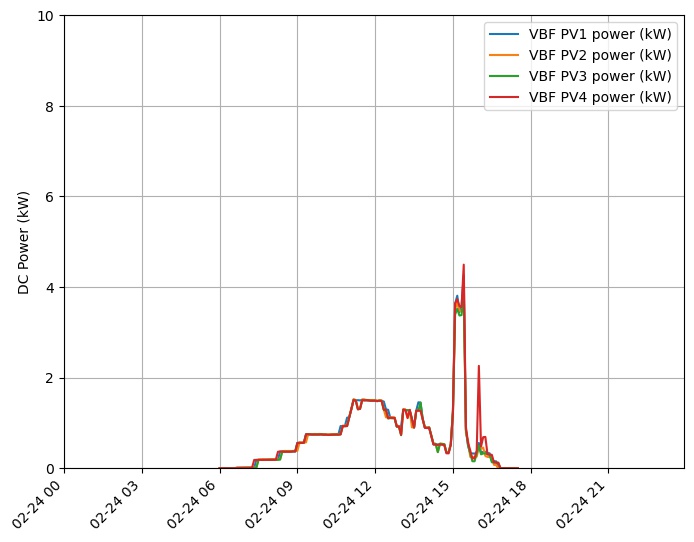 10
8
6
4
2
0
DC Power (kW)
VBF PV1 power (kW)
VBF PV2 power (kW)
VBF PV3 power (kW)
VBF PV4 power (kW)
02-24 00
02-24 03
02-24 06
02-24 09
02-24 12
02-24 15
02-24 18
02-24 21